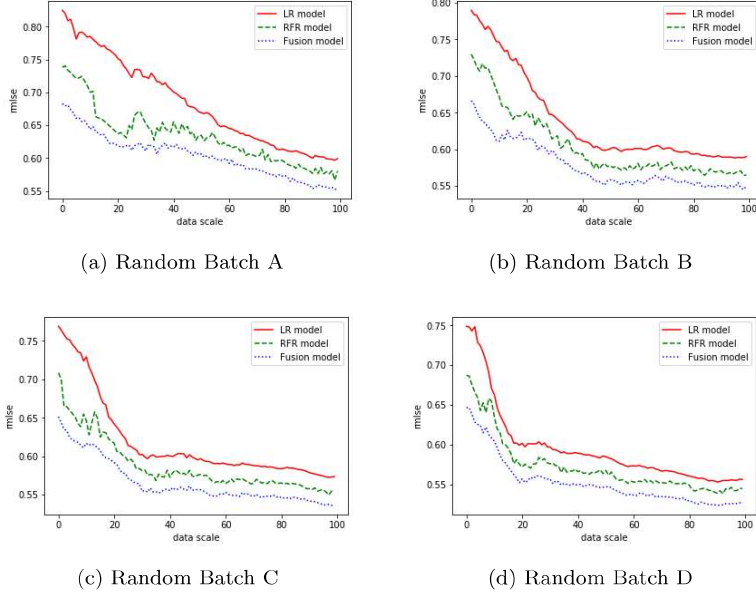 0.80
0.75
0.70
0.65
0.60
0.55
rmlse
0 20 40 60 80 100
data scale
LR model
RFR model
Fusion model
(a) Random Batch A
0.80
0.75
0.70
0.65
0.60
0.55
rmlse
0 20 40 60 80 100
data scale
LR model
RFR model
Fusion model
(b) Random Batch B
0.75
0.70
0.65
0.60
0.55
rmlse
0 20 40 60 80 100
data scale
LR model
RFR model
Fusion model
(c) Random Batch C
0.75
0.70
0.65
0.60
0.55
rmlse
0 20 40 60 80 100
data scale
LR model
RFR model
Fusion model
(d) Random Batch D